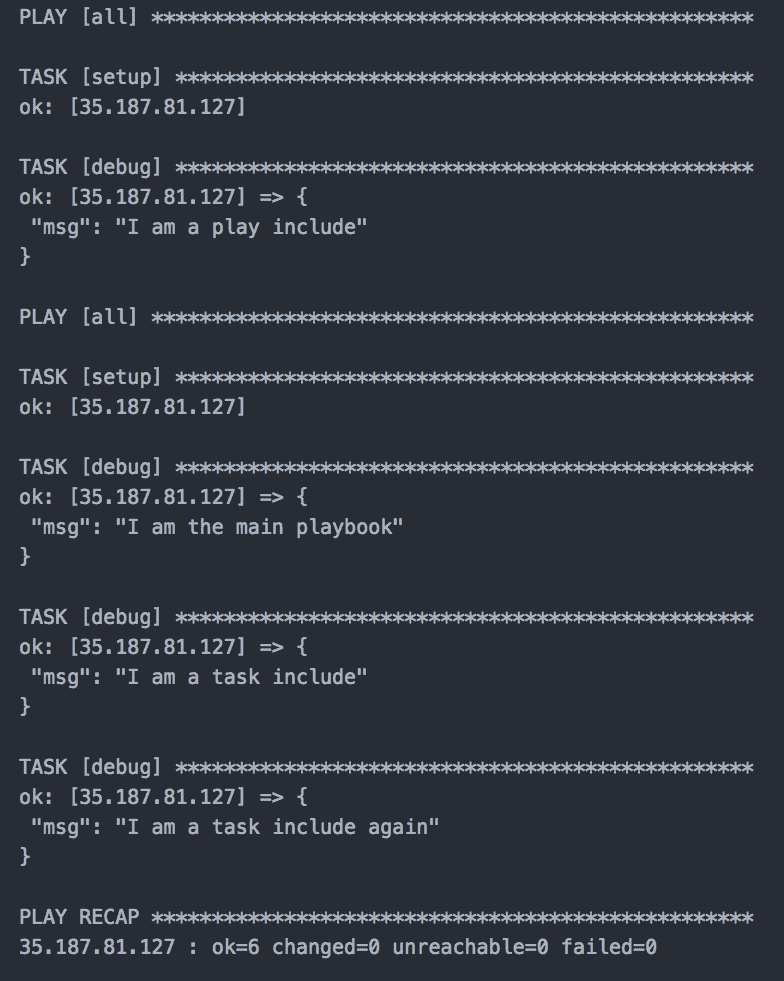 PLAY [all] **************************************************
TASK [setup] ************************************************
ok: [35.187.81.127]
TASK [debug] ************************************************
ok: [35.187.81.127] => {
"msg": "I am a play include"
}
PLAY [all] **************************************************
TASK [setup] ************************************************
ok: [35.187.81.127]
TASK [debug] ************************************************
ok: [35.187.81.127] => {
"msg": "I am the main playbook"
}
TASK [debug] ************************************************
ok: [35.187.81.127] => {
"msg": "I am a task include"
}
TASK [debug] ************************************************
ok: [35.187.81.127] => {
"msg": "I am a task include again"
}
PLAY RECAP **************************************************
35.187.81.127 : ok=6 changed=0 unreachable=0 failed=0